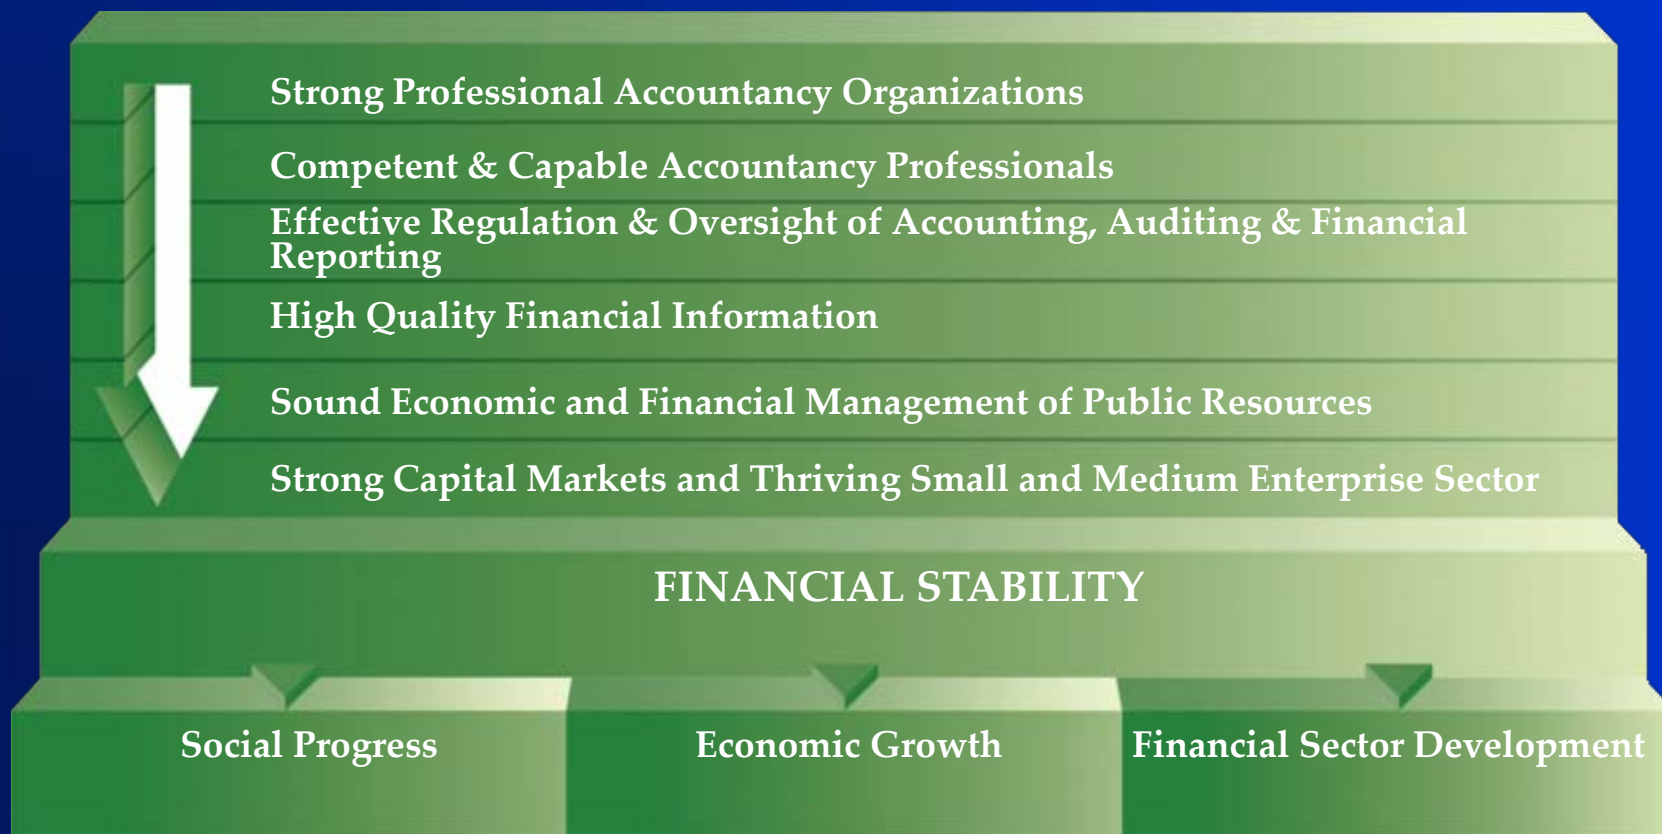 Strong Professional Accountancy Organizations
Competent & Capable Accountancy Professionals
Effective Regulation & Oversight of Accounting, Auditing & Financial
Reporting
High Quality Financial Information
Sound Economic and Financial Management of Public Resources
Strong Capital Markets and Thriving Small and Medium Enterprise Sector
FINANCIAL STABILITY
Social Progress
Economic Growth
Financial Sector Development